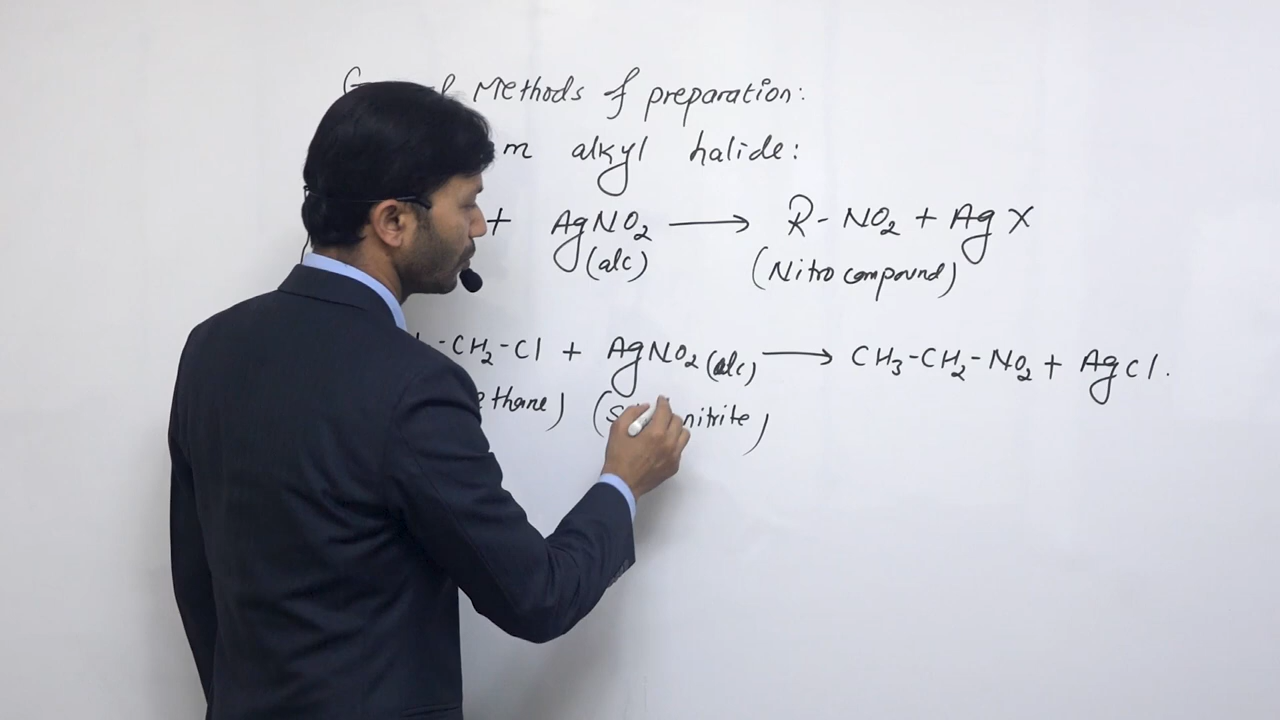 Methods of preparation:
alkyl halide:
+ AgNO₂ ⟶ R-NO₂ + AgX
(alc) (Nitro compound)
-CH₂-Cl + AgNO₂ (alc) ⟶ CH₃-CH₂-NO₂ + AgCl.
thane) ( nitrite)